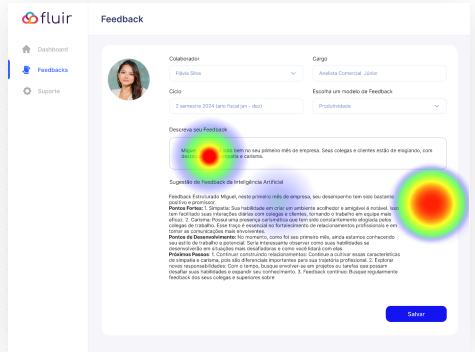 fluir
Feedback
Dashboard
Feedbacks
Suporte
Colaborador
Cargo
Flávia Silva
Analista Comercial Júnior
Ciclo
Escolha um modelo de Feedback
2 semestre 2024 (ano fiscal jan - dez)
Produtividade
Descreva seu Feedback
Miguel bem no seu primeiro mês de empresa. Seus colegas e clientes estão de elogiando, com
simpatia e carisma.
Sugestão de Feedback da Inteligência Artificial
Feedback Estruturado Miguel, neste primeiro mês de empresa, seu desempenho tem sido bastante
positivo e promissor.
Pontos Fortes: 1. Simpatia: Sua habilidade em criar um ambiente acolhedor e amigável é notável. Isso
tem facilitado suas interações diárias com colegas e clientes, tornando o trabalho em equipe mais
eficaz. 2. Carisma: Possui uma presença carismática que tem sido constantemente elogiada pelos
colegas de trabalho. Esse traço é essencial no fortalecimento de relacionamentos profissionais e em
tornar as comunicações mais envolventes.
Pontos de Desenvolvimento: No momento, como foi seu primeiro mês, ainda estamos conhecendo
seu estilo de trabalho e potencial. Seria interessante observar como suas habilidades se
desenvolverão em situações mais desafiadoras e como você lidará com elas.
Próximos Passos: 1. Continuar construindo relacionamentos: Continue a cultivar essas características
de simpatia e carisma, pois são diferenciais importantes para sua trajetória profissional. 2. Explorar
novas responsabilidades: Com o tempo, busque envolver-se em projetos ou tarefas que possam
desafiar suas habilidades e expandir seu conhecimento. 3. Feedback contínuo: Busque regularmente
feedback dos seus colegas e superiores sobre
Salvar